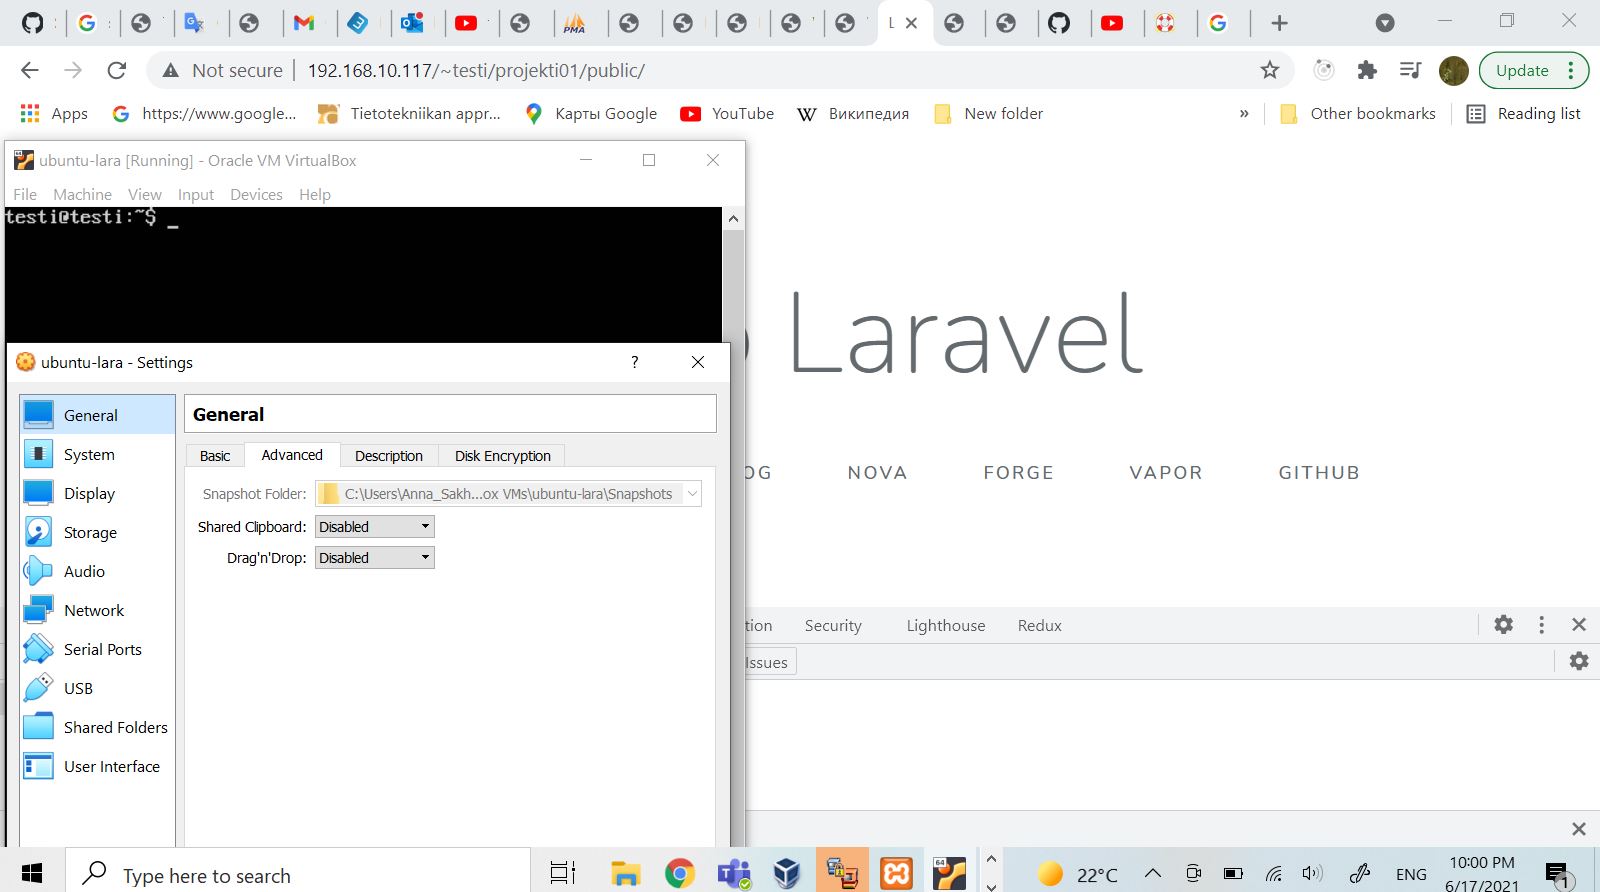 Not secure | 192.168.10.117/~testi/projekti01/public/
Update
Apps
https://www.google...
Tietotekniikan appr...
Карты Google
YouTube
W Википедия
New folder
»
Other bookmarks
Reading list
ubuntu-lara [Running] - Oracle VM VirtualBox
File Machine View Input Devices Help
testi@testi:~$ _
Laravel
OG NOVA FORGE VAPOR GITHUB
ubuntu-lara - Settings
?
General
System
Display
Storage
Audio
Network
Serial Ports
USB
Shared Folders
User Interface
General
Basic Advanced Description Disk Encryption
Snapshot Folder: C:\Users\Anna_Sakh...ox VMs\ubuntu-lara\Snapshots
Shared Clipboard: Disabled
Drag'n'Drop: Disabled
tion Security Lighthouse Redux
Issues
Type here to search
22°C
ENG
10:00 PM
6/17/2021
1